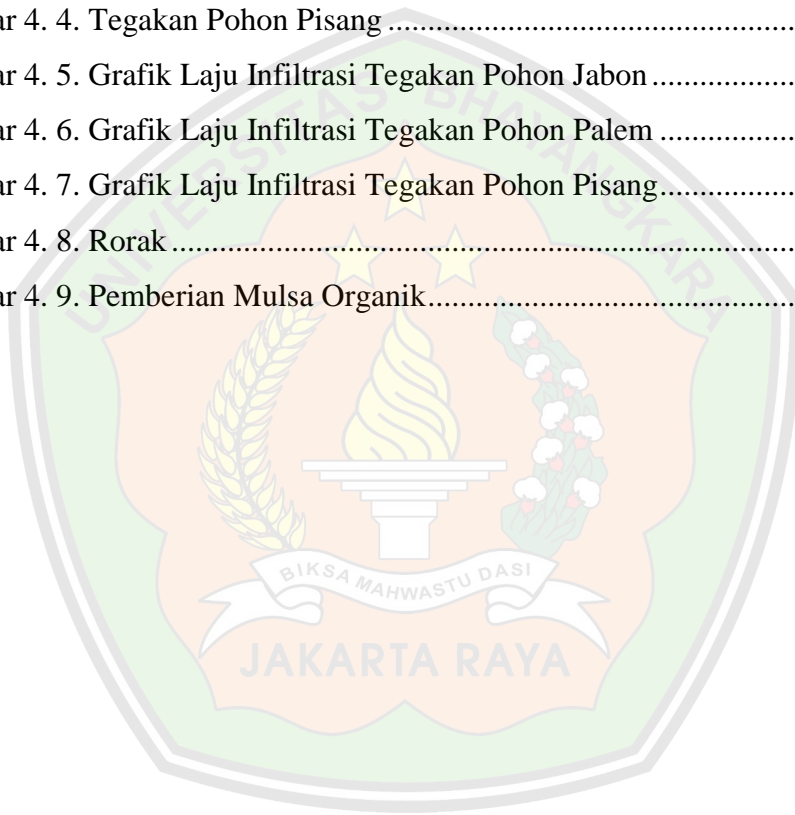 ar 4. 4. Tegakan Pohon Pisang ..........................................
ar 4. 5. Grafik Laju Infiltrasi Tegakan Pohon Jabon ...............
ar 4. 6. Grafik Laju Infiltrasi Tegakan Pohon Palem ..............
ar 4. 7. Grafik Laju Infiltrasi Tegakan Pohon Pisang..............
ar 4. 8. Rorak ................................................................
ar 4. 9. Pemberian Mulsa Organik......................................
UNIVERSITAS BHAYANGKARA
BIKSA MAHWASTU DASI
JAKARTA RAYA